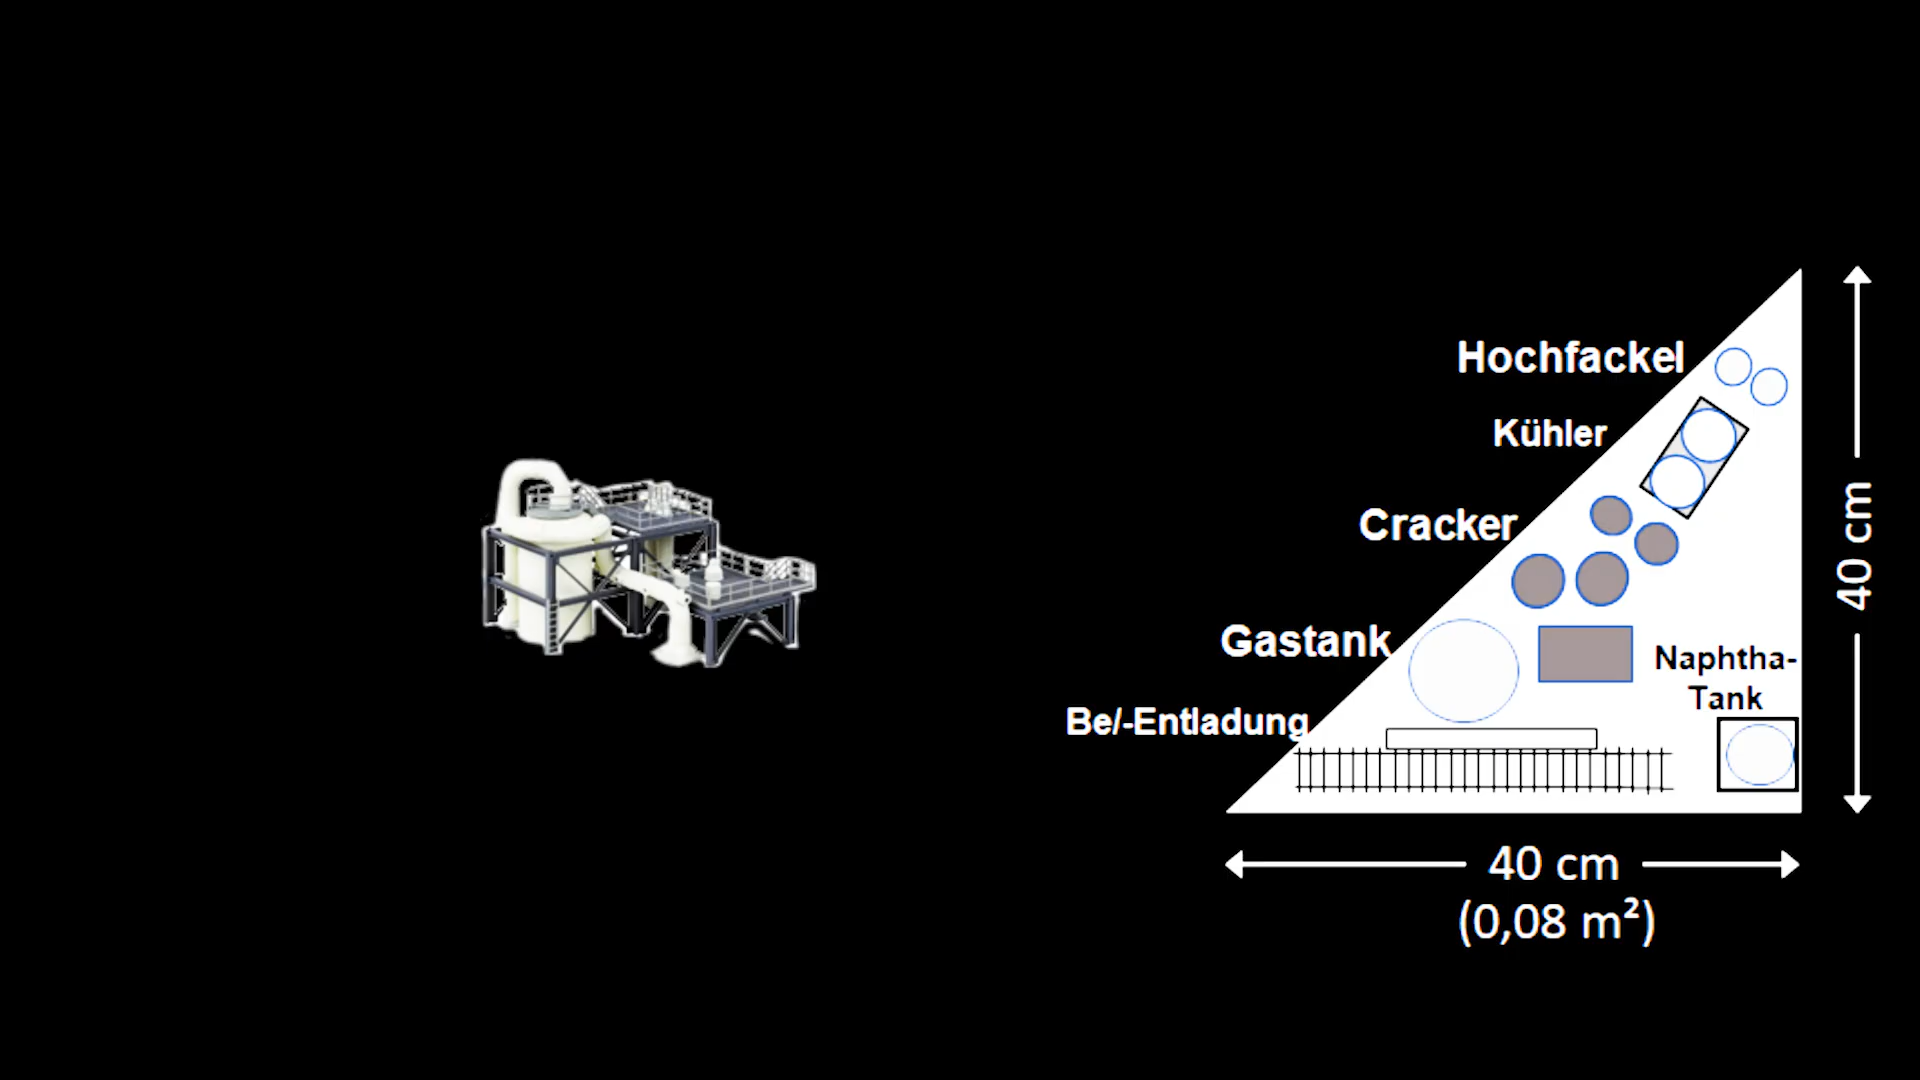 Hochfackel
Kühler
Cracker
40 cm
Gastank
Naphtha-
Tank
Be/-Entladung
40 cm
(0,08 m²)